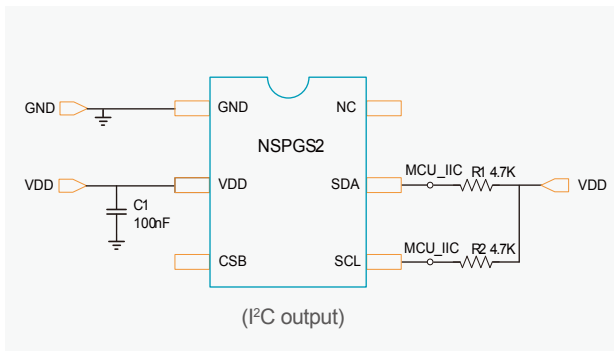 GND
GND
NC
NSPGS2
VDD
C1
100nF
VDD
SDA
MCU_IIC
R1 4.7K
VDD
CSB
SCL
MCU_IIC
R2 4.7K
(I²C output)